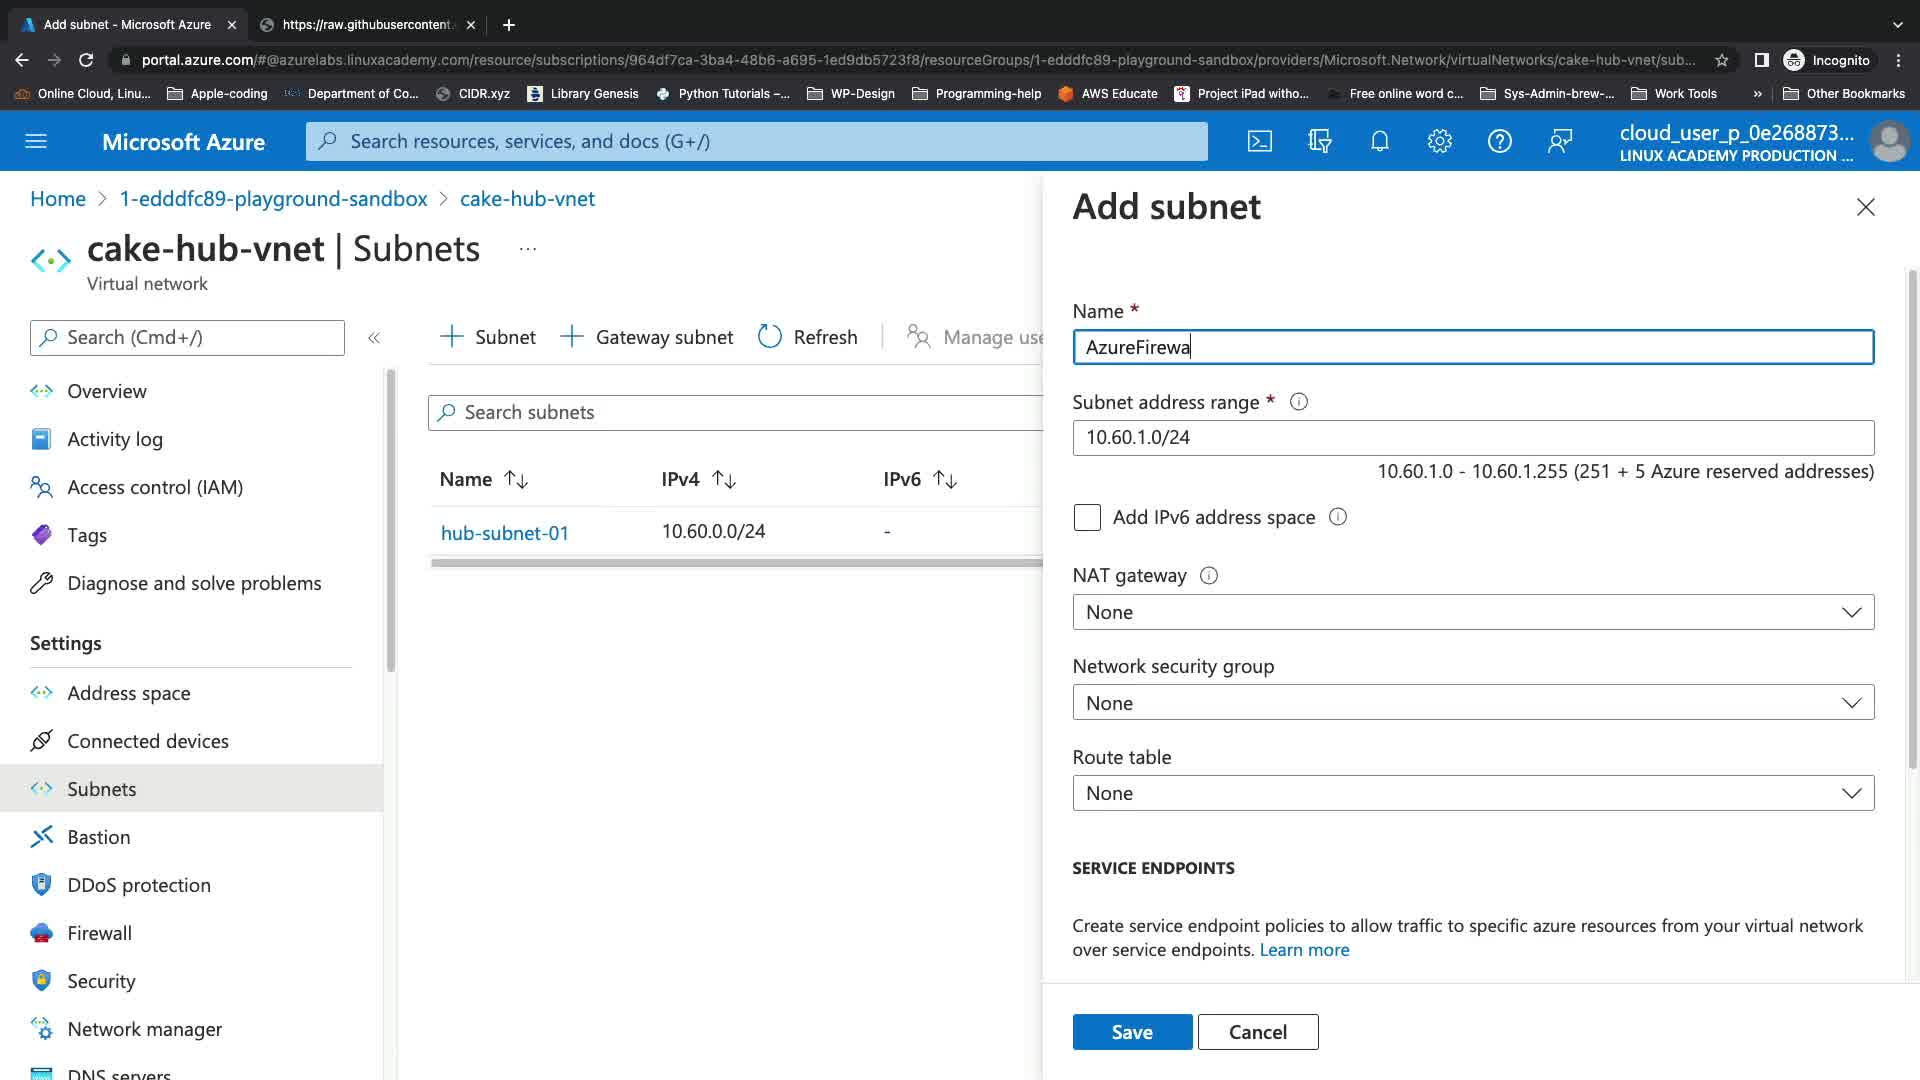 Add subnet - Microsoft Azure
https://raw.githubusercontent.
portal.azure.com/#@azurelabs.linuxacademy.com/resource/subscriptions/964df7ca-3ba4-48b6-a695-1ed9db5723f8/resourceGroups/1-edddfc89-playground-sandbox/providers/Microsoft.Network/virtualNetworks/cake-hub-vnet/sub...
Incognito
Online Cloud, Linu...
Apple-coding
Department of Co...
CIDR.xyz
Library Genesis
Python Tutorials –...
WP-Design
Programming-help
AWS Educate
Project iPad witho...
Free online word c...
Sys-Admin-brew-...
Work Tools
»
Other Bookmarks
Microsoft Azure
Search resources, services, and docs (G+/)
cloud_user_p_0e268873...
LINUX ACADEMY PRODUCTION ...
Home > 1-edddfc89-playground-sandbox > cake-hub-vnet
cake-hub-vnet | Subnets ...
Virtual network
Search (Cmd+/)
«
Overview
Activity log
Access control (IAM)
Tags
Diagnose and solve problems
Settings
Address space
Connected devices
Subnets
Bastion
DDoS protection
Firewall
Security
Network manager
DNS servers
+ Subnet
+ Gateway subnet
Refresh
Manage use
Search subnets
Name ↑↓ IPv4 ↑↓ IPv6 ↑↓
hub-subnet-01 10.60.0.0/24 -
Add subnet
Name *
AzureFirewa
Subnet address range *
10.60.1.0/24
10.60.1.0 - 10.60.1.255 (251 + 5 Azure reserved addresses)
Add IPv6 address space
NAT gateway
None
Network security group
None
Route table
None
SERVICE ENDPOINTS
Create service endpoint policies to allow traffic to specific azure resources from your virtual network
over service endpoints. Learn more
Save
Cancel